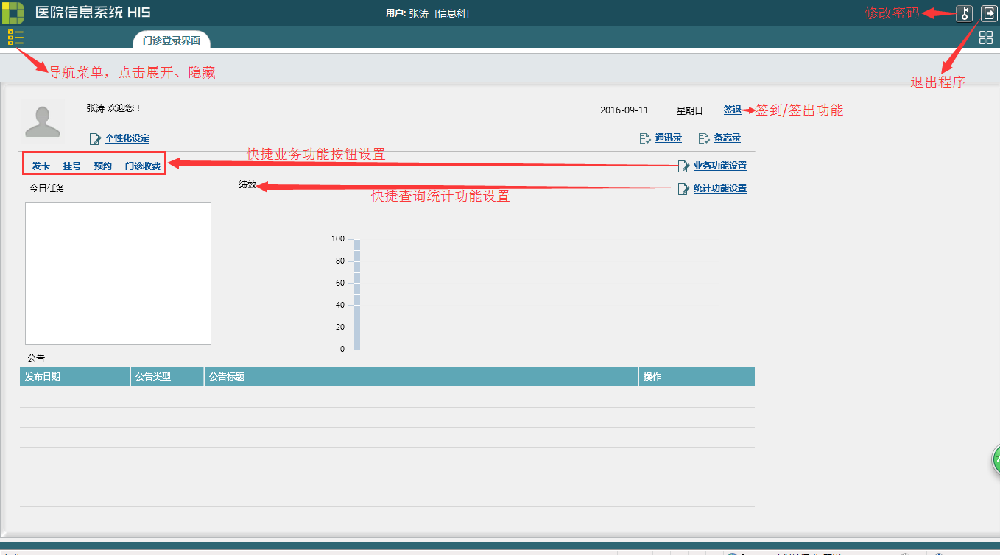 医院信息系统 HIS
用户: 张涛 [信息科]
修改密码
门诊登录界面
导航菜单，点击展开、隐藏
退出程序
张涛 欢迎您！
2016-09-11 星期日 签退
签到/签出功能
个性化设定
通讯录 备忘录
快捷业务功能按钮设置
发卡 挂号 预约 门诊收费
业务功能设置
今日任务
绩效
统计功能设置
快捷查询统计功能设置
100
80
60
40
20
0
公告
发布日期 公告类型 公告标题 操作